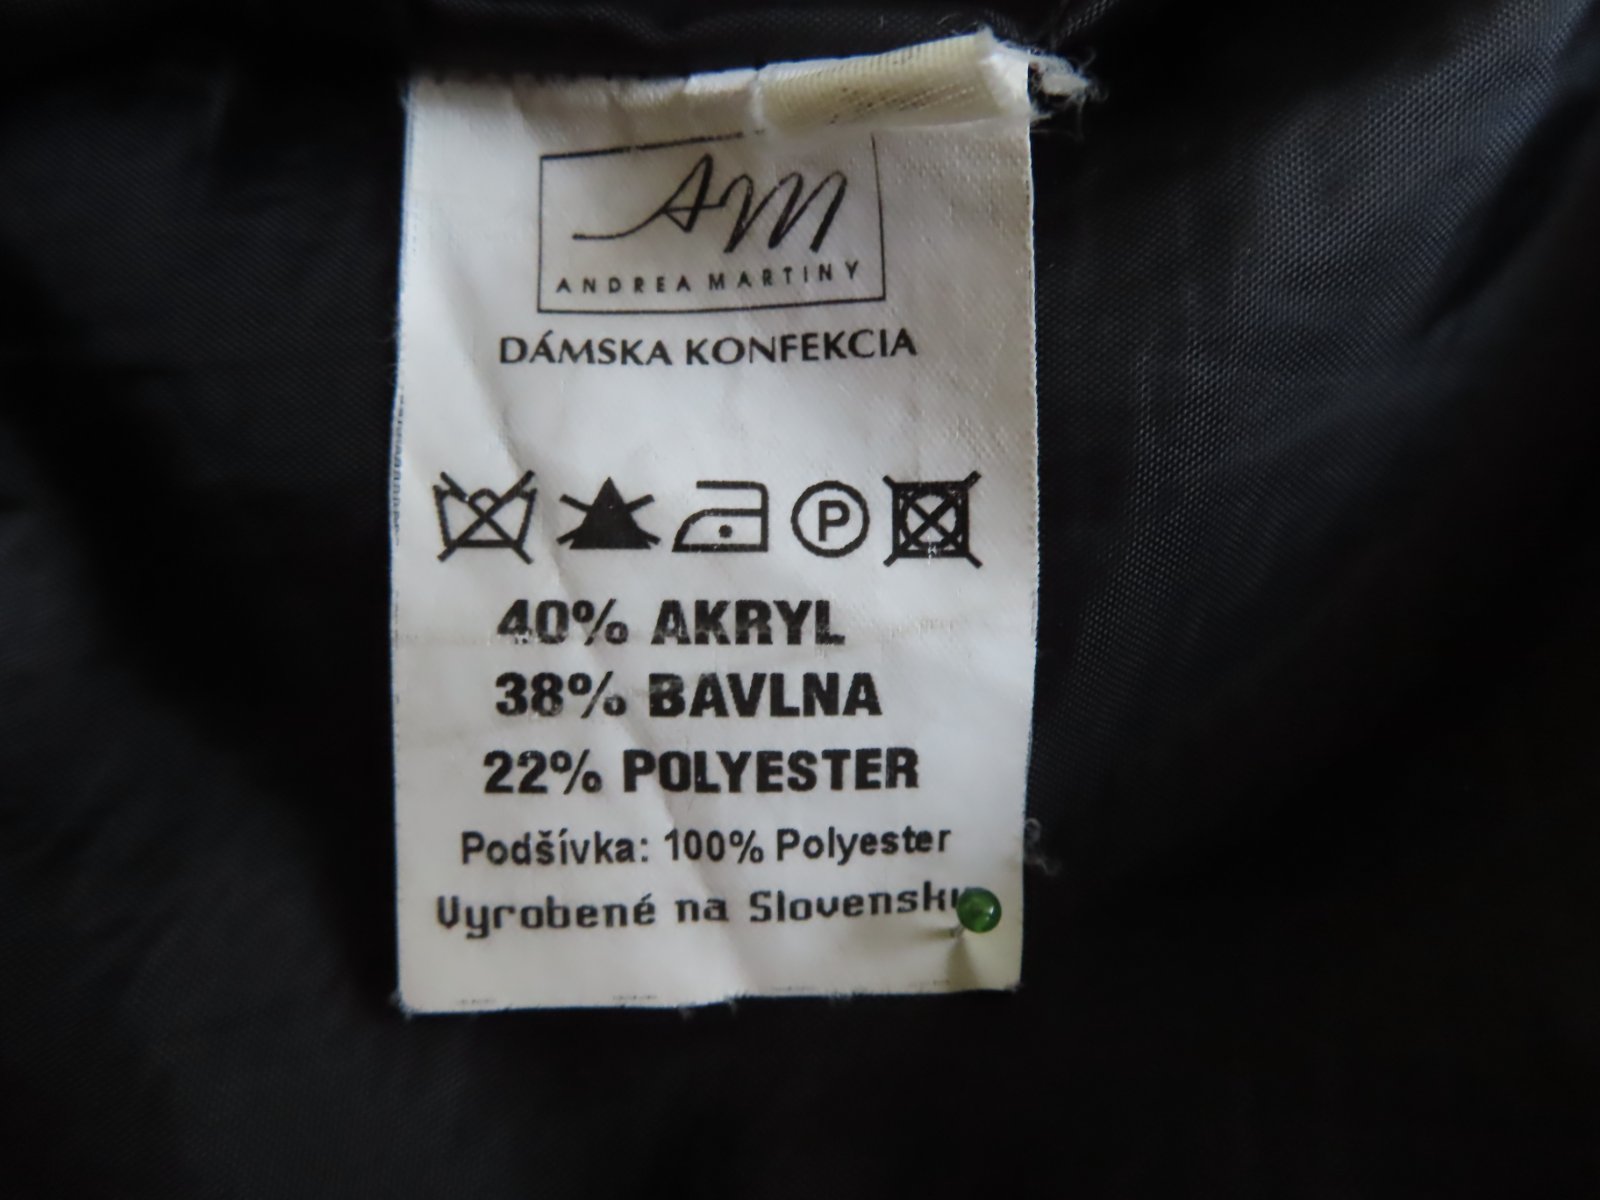 AM
ANDREA MARTINY
DÁMSKA KONFEKCIA
P
40% AKRYL
38% BAVLNA
22% POLYESTER
Podšívka: 100% Polyester
Vyrobené na Slovensku